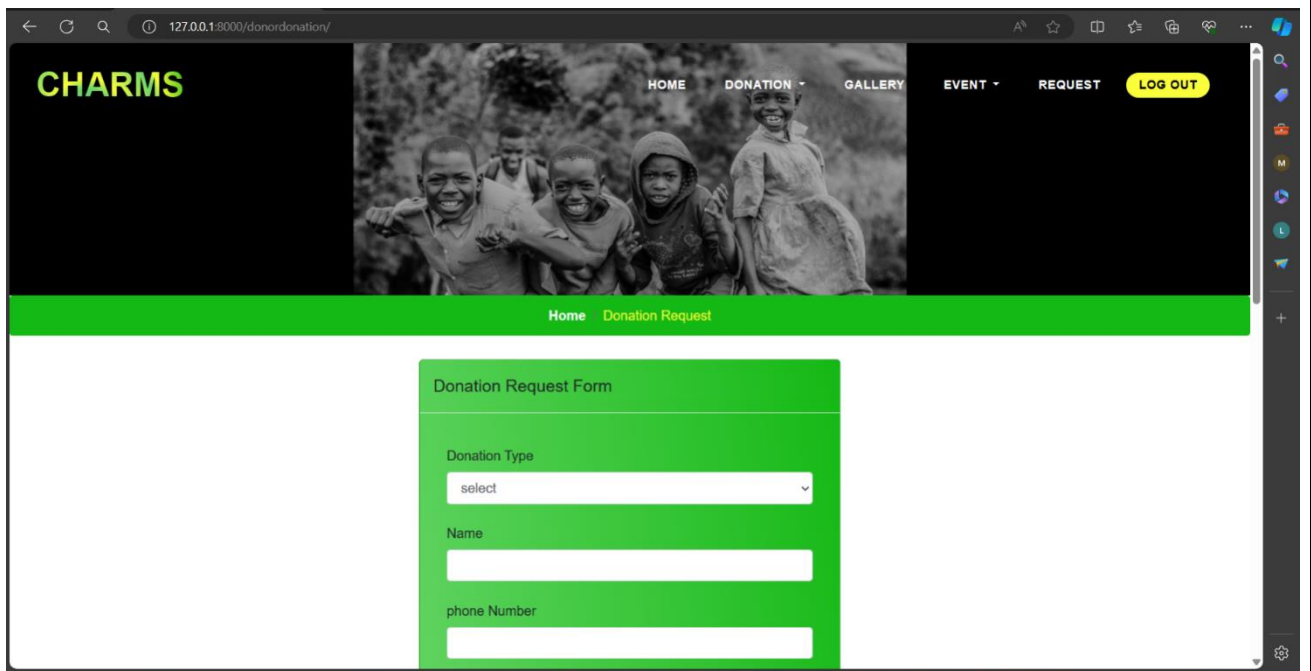 127.0.0.1:8000/donordonation/
CHARMS
HOME DONATION GALLERY EVENT REQUEST LOG OUT
Home Donation Request
Donation Request Form
Donation Type
select
Name
phone Number
M
L